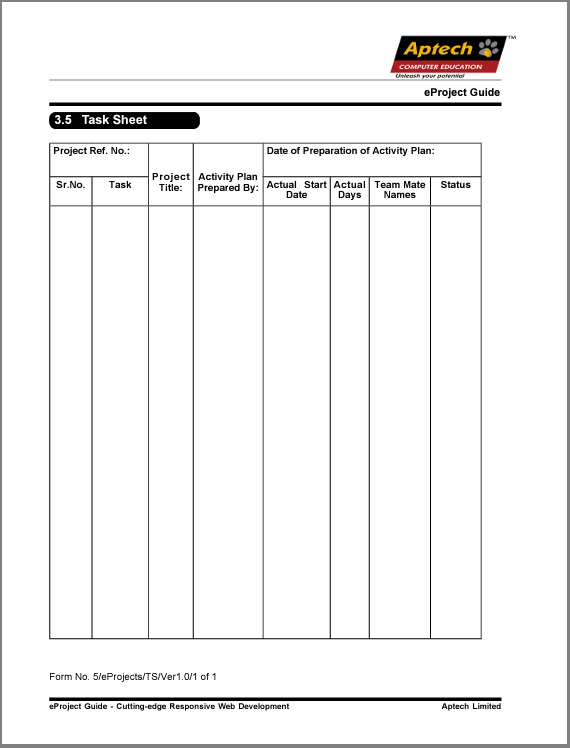 Aptech
TM
COMPUTER EDUCATION
Unleash your potential
eProject Guide
3.5 Task Sheet
Project Ref. No.:
Project Title:
Activity Plan Prepared By:
Date of Preparation of Activity Plan:
Sr.No.
Task
Actual Start Date
Actual Days
Team Mate Names
Status
Form No. 5/eProjects/TS/Ver1.0/1 of 1
eProject Guide - Cutting-edge Responsive Web Development
Aptech Limited